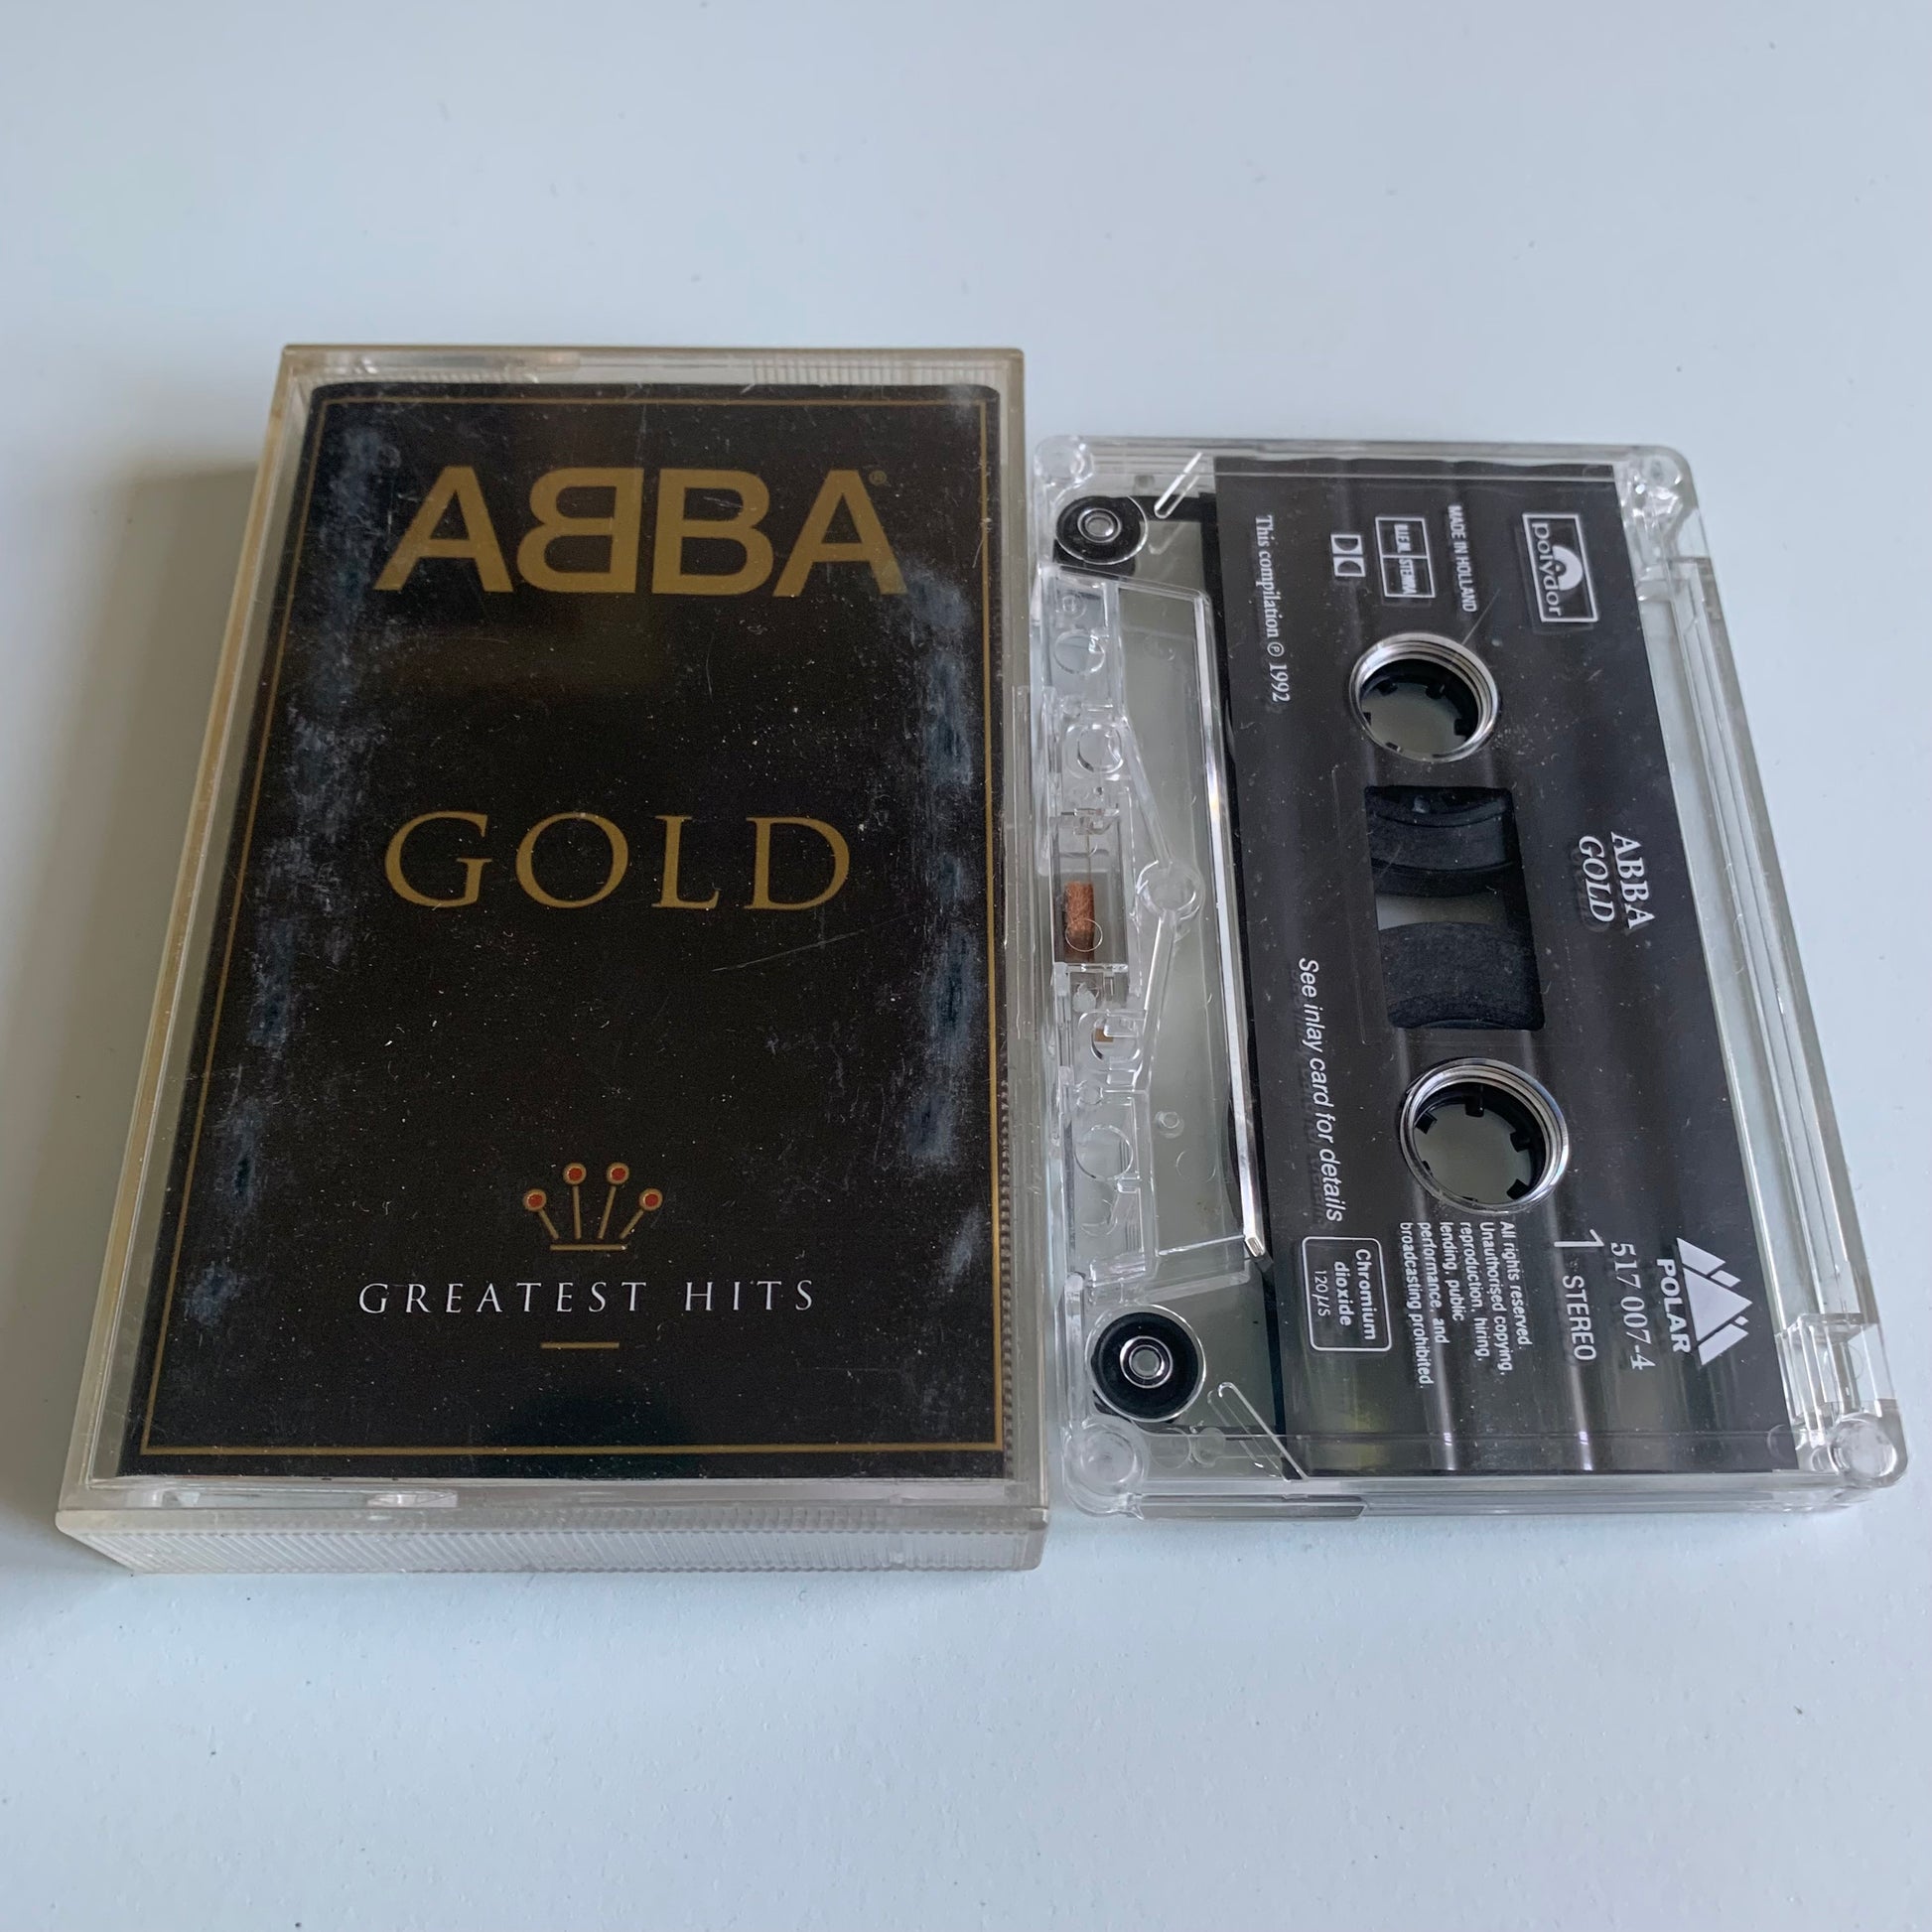 ABBA®
GOLD
GREATEST HITS
polydor
MADE IN HOLLAND
BIEM STEMRA
This compilation ℗ 1992
ABBA
GOLD
See inlay card for details
POLAR
517 007-4
1 STEREO
All rights reserved.
Unauthorised copying,
reproduction, hiring,
lending, public
performance, and
broadcasting prohibited.
Chromium
dioxide
120 µs